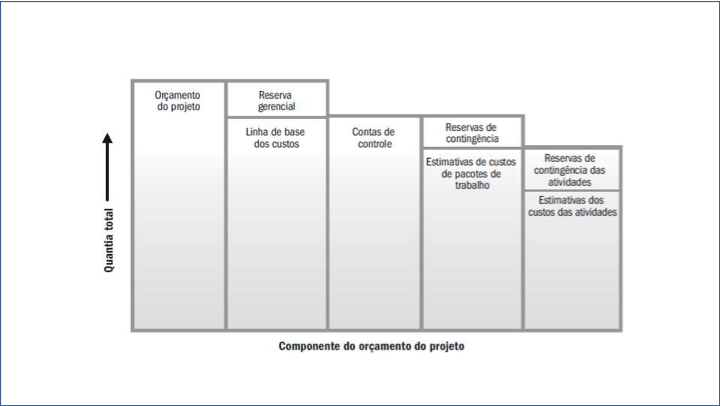 Orçamento
do projeto
Reserva
gerencial
Linha de base
dos custos
Contas de
controle
Reservas de
contingência
Estimativas de custos
de pacotes de
trabalho
Reservas de
contingência das
atividades
Estimativas dos
custos das atividades
Quantia total
Componente do orçamento do projeto